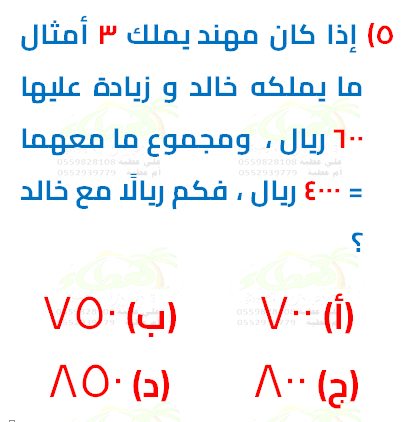 ٥) إذا كان مهند يملك ٣ أمثال
ما يملكه خالد و زيادة عليها
٦٠٠ ريال ، ومجموع ما معهما
= ٤٠٠٠ ريال ، فكم ريالًا مع خالد
؟
(أ) ٧٠٠ (ب) ٧٥٠
(ج) ٨٠٠ (د) ٨٥٠